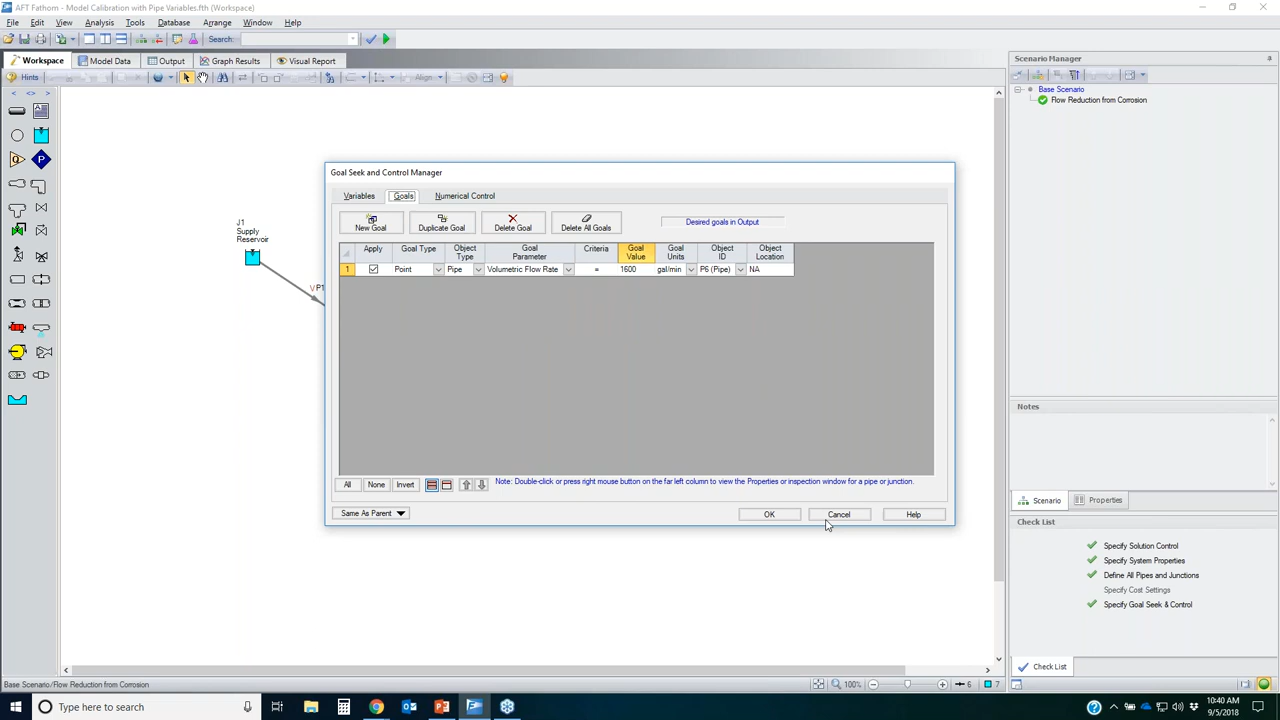 AFT Fathom - Model Calibration with Pipe Variables.fth (Workspace)
File Edit View Analysis Tools Database Arrange Window Help
Search:
Workspace Model Data Output Graph Results Visual Report
Hints Align
J1
Supply
Reservoir
V P1
Goal Seek and Control Manager
Variables Goals Numerical Control
New Goal Duplicate Goal Delete Goal Delete All Goals Desired goals in Output
Apply Goal Type Object Type Goal Parameter Criteria Goal Value Goal Units Object ID Object Location
1 Point Pipe Volumetric Flow Rate = 1600 gal/min P6 (Pipe) NA
All None Invert Note: Double-click or press right mouse button on the far left column to view the Properties or inspection window for a pipe or junction.
Same As Parent OK Cancel Help
Scenario Manager
Base Scenario
Flow Reduction from Corrosion
Notes
Scenario Properties
Check List
Specify Solution Control
Specify System Properties
Define All Pipes and Junctions
Specify Cost Settings
Specify Goal Seek & Control
Check List
Base Scenario/Flow Reduction from Corrosion 100% 6 7
Type here to search
10:40 AM
9/5/2018